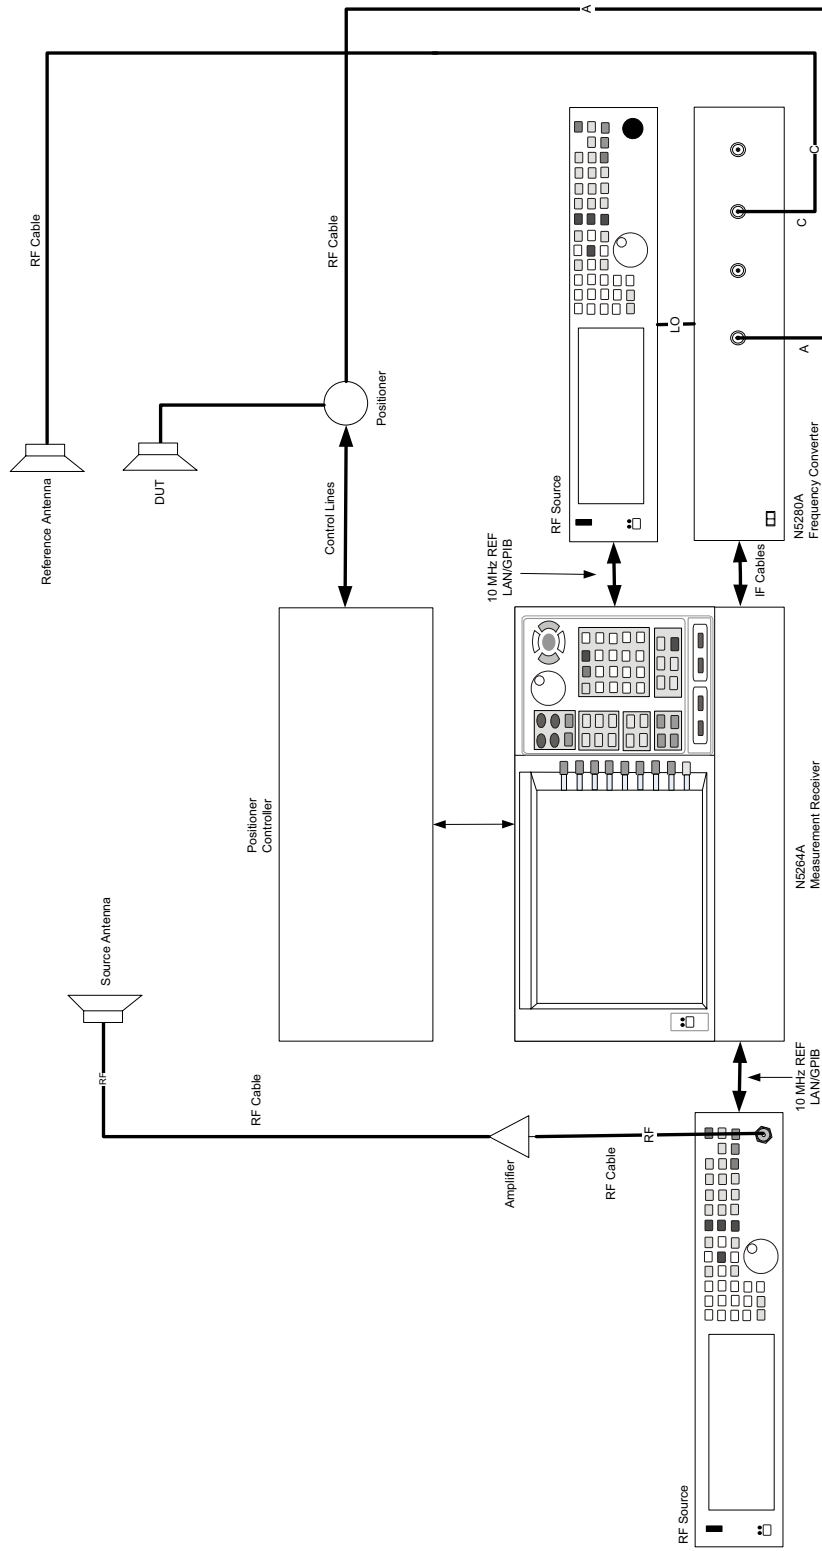 Source Antenna
RF
RF Cable
Amplifier
RF Cable
RF
RF Source
10 MHz REF
LAN/GPIB
Positioner
Controller
Control Lines
Positioner
Reference Antenna
DUT
RF Cable
RF Cable
A
C
N5264A
Measurement Receiver
10 MHz REF
LAN/GPIB
RF Source
LO
IF Cables
N5280A
Frequency Converter
A
C